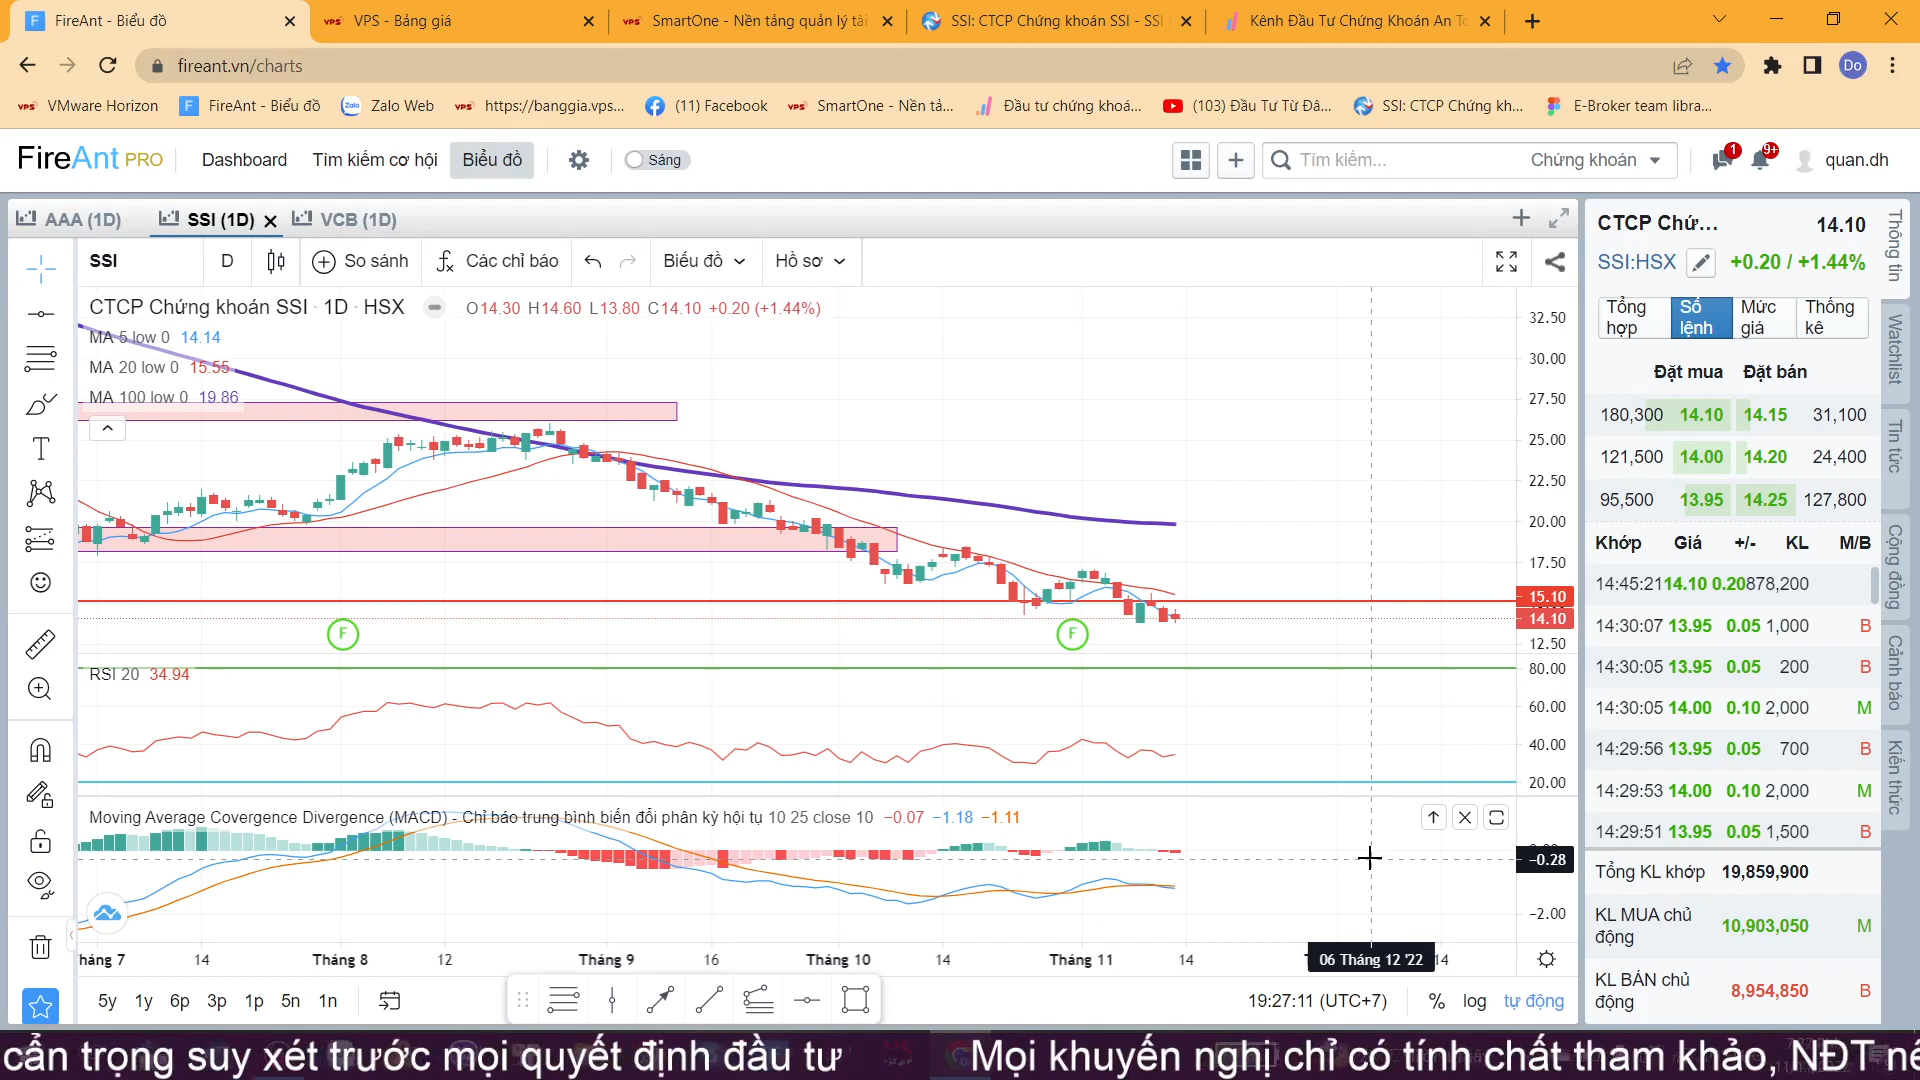 FireAnt - Biểu đồ
VPS - Bảng giá
SmartOne - Nền tảng quản lý tài
SSI: CTCP Chứng khoán SSI - SSI
Kênh Đầu Tư Chứng Khoán An To
fireant.vn/charts
Do
VMware Horizon
FireAnt - Biểu đồ
Zalo Web
https://banggia.vps...
(11) Facebook
SmartOne - Nền tả...
Đầu tư chứng khoá...
(103) Đầu Tư Từ Đâ...
SSI: CTCP Chứng kh...
E-Broker team libra...
FireAnt PRO
Dashboard
Tìm kiếm cơ hội
Biểu đồ
Sáng
Tìm kiếm...
Chứng khoán
1
9+
quan.dh
AAA (1D)
SSI (1D)
VCB (1D)
SSI
D
So sánh
Các chỉ báo
Biểu đồ
Hồ sơ
CTCP Chứng khoán SSI · 1D · HSX
O14.30 H14.60 L13.80 C14.10 +0.20 (+1.44%)
MA 5 low 0 14.14
MA 20 low 0 15.55
MA 100 low 0 19.86
32.50
30.00
27.50
25.00
22.50
20.00
17.50
15.10
14.10
12.50
F
F
RSI 20 34.94
80.00
60.00
40.00
20.00
Moving Average Covergence Divergence (MACD) - Chỉ báo trung bình biến đổi phân kỳ hội tụ 10 25 close 10 −0.07 −1.18 −1.11
−0.28
−2.00
háng 7
14
Tháng 8
12
Tháng 9
16
Tháng 10
14
Tháng 11
14
06 Tháng 12 '22
14
5y 1y 6p 3p 1p 5n 1n
19:27:11 (UTC+7)
% log tự động
CTCP Chứ... 14.10
SSI:HSX +0.20 / +1.44%
Tổng hợp
Số lệnh
Mức giá
Thống kê
Đặt mua Đặt bán
180,300 14.10 14.15 31,100
121,500 14.00 14.20 24,400
95,500 13.95 14.25 127,800
Khớp Giá +/- KL M/B
14:45:21 14.10 0.20 878,200
14:30:07 13.95 0.05 1,000 B
14:30:05 13.95 0.05 200 B
14:30:05 14.00 0.10 2,000 M
14:29:56 13.95 0.05 700 B
14:29:53 14.00 0.10 2,000 M
14:29:51 13.95 0.05 1,500 B
Tổng KL khớp 19,859,900
KL MUA chủ động 10,903,050 M
KL BÁN chủ động 8,954,850 B
Thông tin
Watchlist
Tin tức
Cộng đồng
Cảnh báo
Kiến thức
cẩn trọng suy xét trước mọi quyết định đầu tư
Mọi khuyến nghị chỉ có tính chất tham khảo, NĐT nê